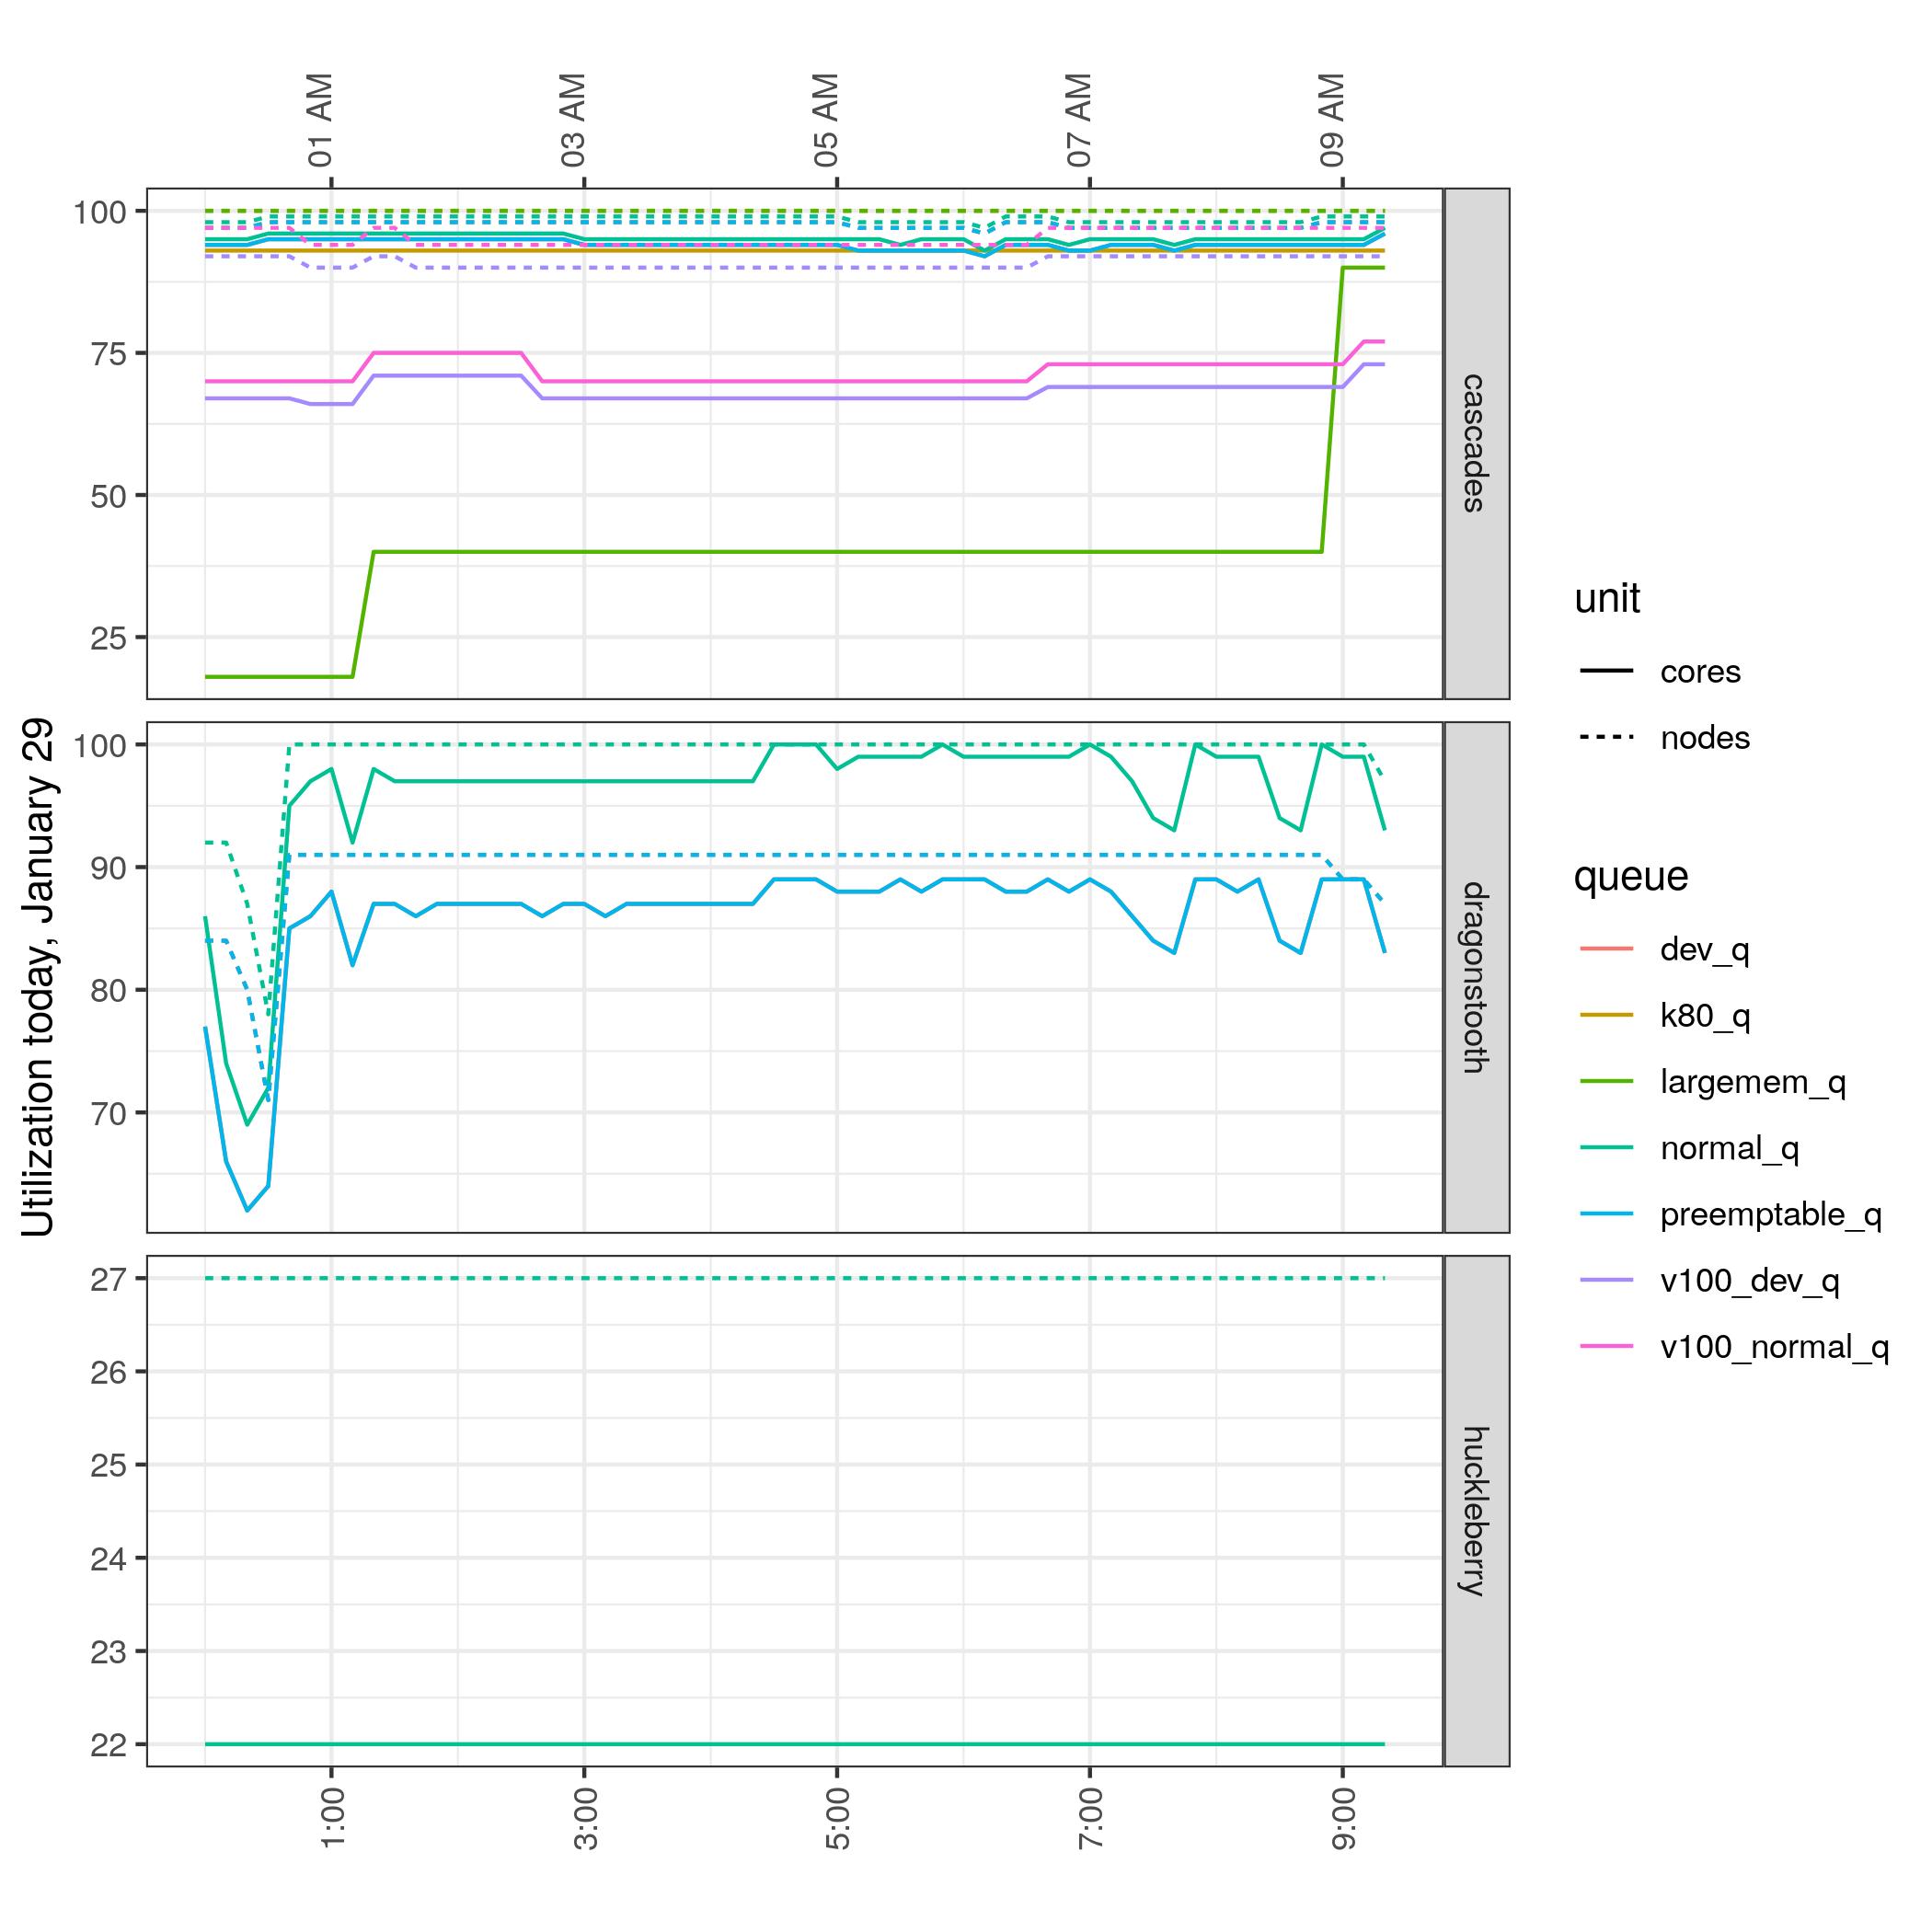 01 AM
03 AM
05 AM
07 AM
09 AM
Utilization today, January 29
100
75
50
25
cascades
100
90
80
70
dragonstooth
27
26
25
24
23
22
huckleberry
1:00
3:00
5:00
7:00
9:00
unit
cores
nodes
queue
dev_q
k80_q
largemem_q
normal_q
preemptable_q
v100_dev_q
v100_normal_q